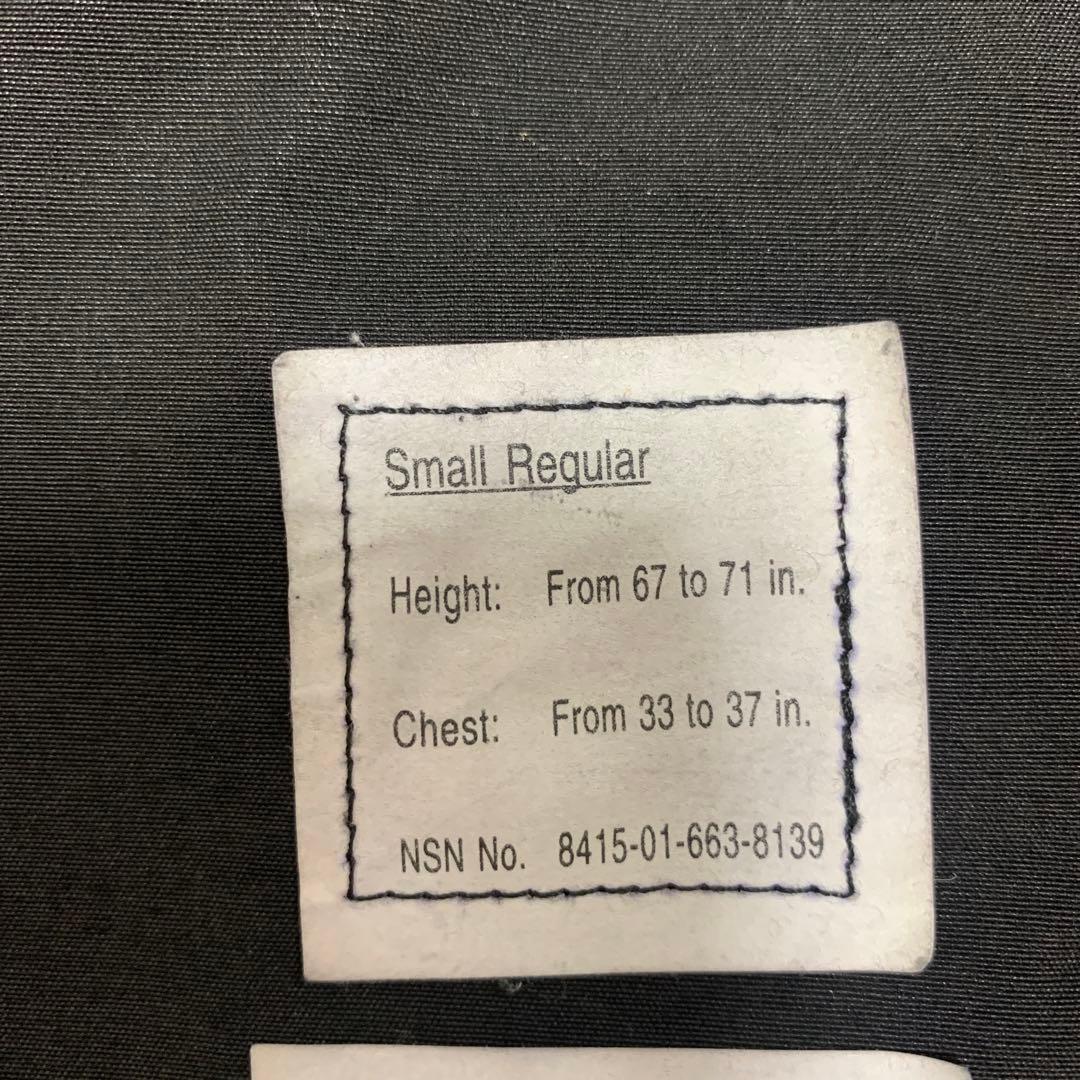 Small Regular
Height: From 67 to 71 in.
Chest: From 33 to 37 in.
NSN No. 8415-01-663-8139